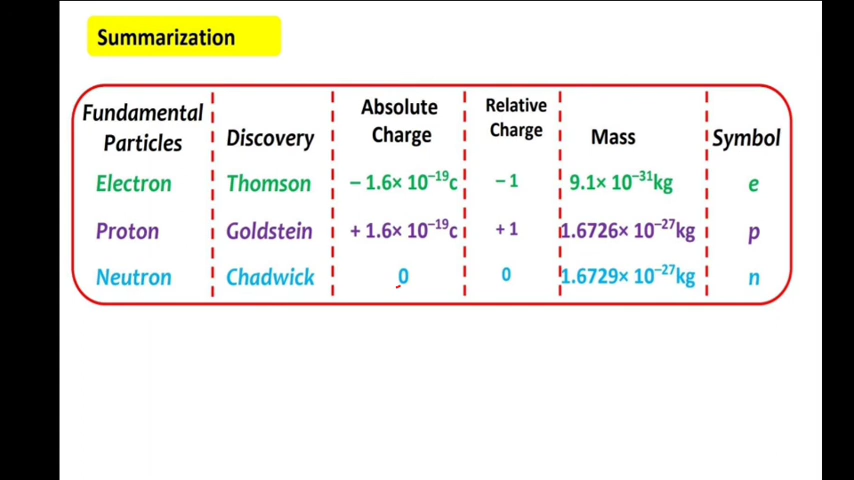 Summarization
Fundamental Particles Discovery Absolute Charge Relative Charge Mass Symbol
Electron Thomson – 1.6× 10⁻¹⁹c – 1 9.1× 10⁻³¹kg e
Proton Goldstein + 1.6× 10⁻¹⁹c + 1 1.6726× 10⁻²⁷kg p
Neutron Chadwick 0 0 1.6729× 10⁻²⁷kg n